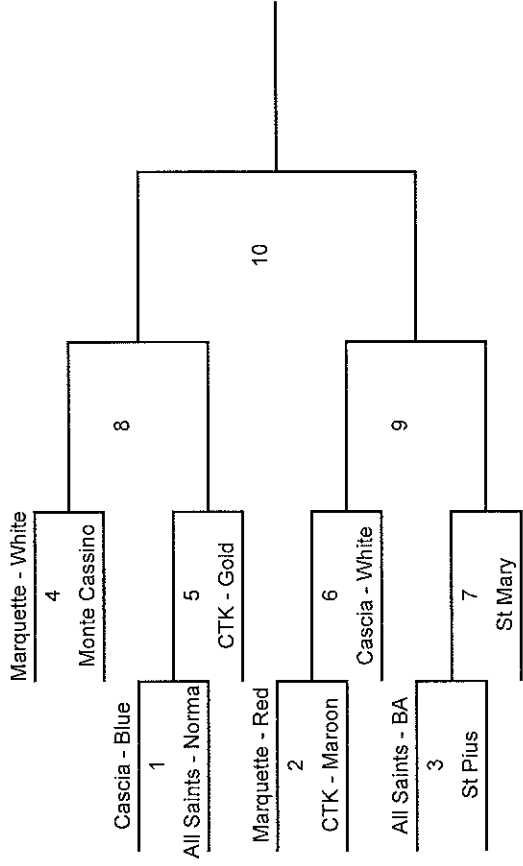 Marquette - White
4
Monte Cassino
8
Cascia - Blue
1
All Saints - Norma
5
CTK - Gold
10
Marquette - Red
2
CTK - Maroon
6
Cascia - White
9
All Saints - BA
3
St Pius
7
St Mary